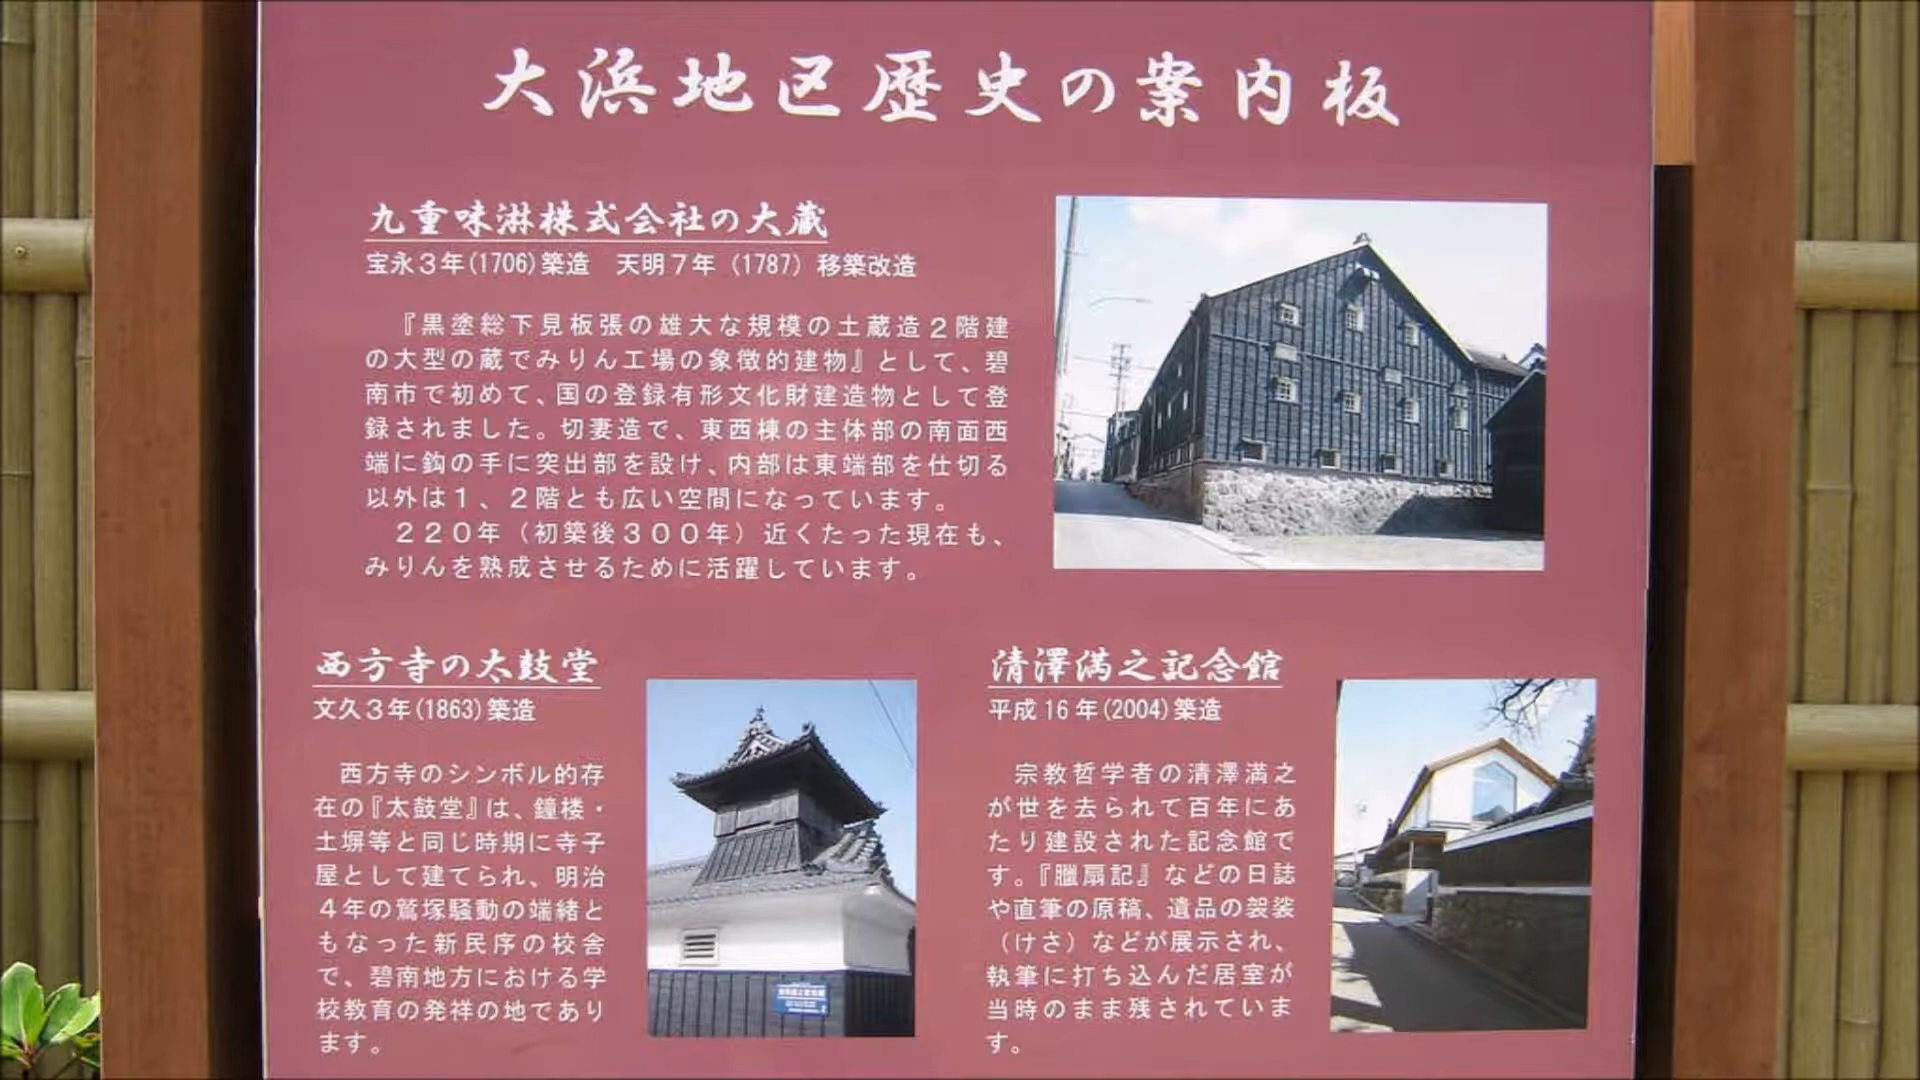 大浜地区歴史の案内板
九重味淋株式会社の大蔵
宝永3年(1706)築造　天明7年（1787）移築改造
『黒塗総下見板張の雄大な規模の土蔵造2階建
の大型の蔵でみりん工場の象徴的建物』として、碧
南市で初めて、国の登録有形文化財建造物として登
録されました。切妻造で、東西棟の主体部の南面西
端に鈎の手に突出部を設け、内部は東端部を仕切る
以外は1、2階とも広い空間になっています。
220年（初築後300年）近くたった現在も、
みりんを熟成させるために活躍しています。
西方寺の太鼓堂
文久3年(1863)築造
西方寺のシンボル的存
在の『太鼓堂』は、鐘楼・
土塀等と同じ時期に寺子
屋として建てられ、明治
4年の鷲塚騒動の端緒と
もなった新民序の校舎
で、碧南地方における学
校教育の発祥の地であり
ます。
清澤満之記念館
平成16年(2004)築造
宗教哲学者の清澤満之
が世を去られて百年にあ
たり建設された記念館で
す。『臘扇記』などの日誌
や直筆の原稿、遺品の袈裟
（けさ）などが展示され、
執筆に打ち込んだ居室が
当時のまま残されていま
す。